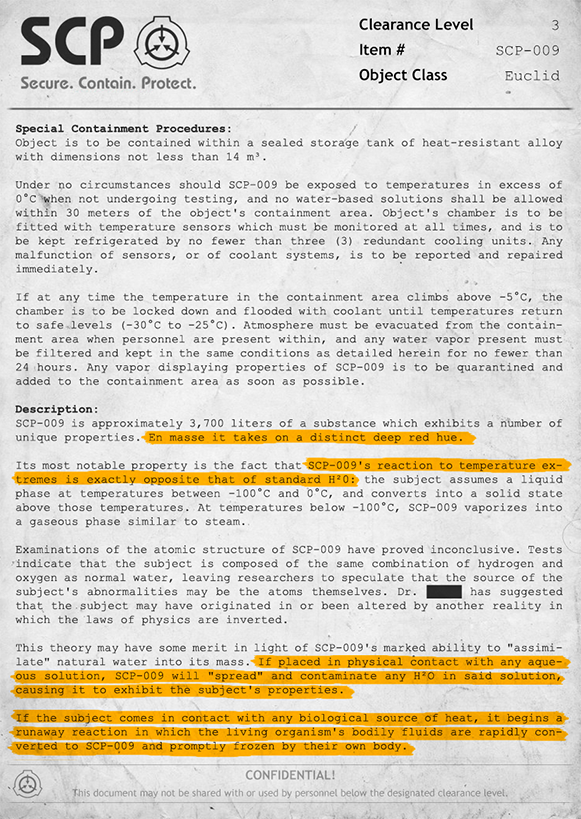 SCP
Secure. Contain. Protect.
Clearance Level 3
Item # SCP-009
Object Class Euclid
Special Containment Procedures:
Object is to be contained within a sealed storage tank of heat-resistant alloy
with dimensions not less than 14 m³.
Under no circumstances should SCP-009 be exposed to temperatures in excess of
0°C when not undergoing testing, and no water-based solutions shall be allowed
within 30 meters of the object's containment area. Object's chamber is to be
fitted with temperature sensors which must be monitored at all times, and is to
be kept refrigerated by no fewer than three (3) redundant cooling units. Any
malfunction of sensors, or of coolant systems, is to be reported and repaired
immediately.
If at any time the temperature in the containment area climbs above -5°C, the
chamber is to be locked down and flooded with coolant until temperatures return
to safe levels (-30°C to -25°C). Atmosphere must be evacuated from the contain-
ment area when personnel are present within, and any water vapor present must
be filtered and kept in the same conditions as detailed herein for no fewer than
24 hours. Any vapor displaying properties of SCP-009 is to be quarantined and
added to the containment area as soon as possible.
Description:
SCP-009 is approximately 3,700 liters of a substance which exhibits a number of
unique properties. En masse it takes on a distinct deep red hue.
Its most notable property is the fact that SCP-009's reaction to temperature ex-
tremes is exactly opposite that of standard H²0: the subject assumes a liquid
phase at temperatures between -100°C and 0°C, and converts into a solid state
above those temperatures. At temperatures below -100°C, SCP-009 vaporizes into
a gaseous phase similar to steam.
Examinations of the atomic structure of SCP-009 have proved inconclusive. Tests
indicate that the subject is composed of the same combination of hydrogen and
oxygen as normal water, leaving researchers to speculate that the source of the
subject's abnormalities may be the atoms themselves. Dr. has suggested
that the subject may have originated in or been altered by another reality in
which the laws of physics are inverted.
This theory may have some merit in light of SCP-009's marked ability to "assimi-
late" natural water into its mass. If placed in physical contact with any aque-
ous solution, SCP-009 will "spread" and contaminate any H²O in said solution,
causing it to exhibit the subject's properties.
If the subject comes in contact with any biological source of heat, it begins a
runaway reaction in which the living organism's bodily fluids are rapidly con-
verted to SCP-009 and promptly frozen by their own body.
CONFIDENTIAL!
This document may not be shared with or used by personnel below the designated clearance level.